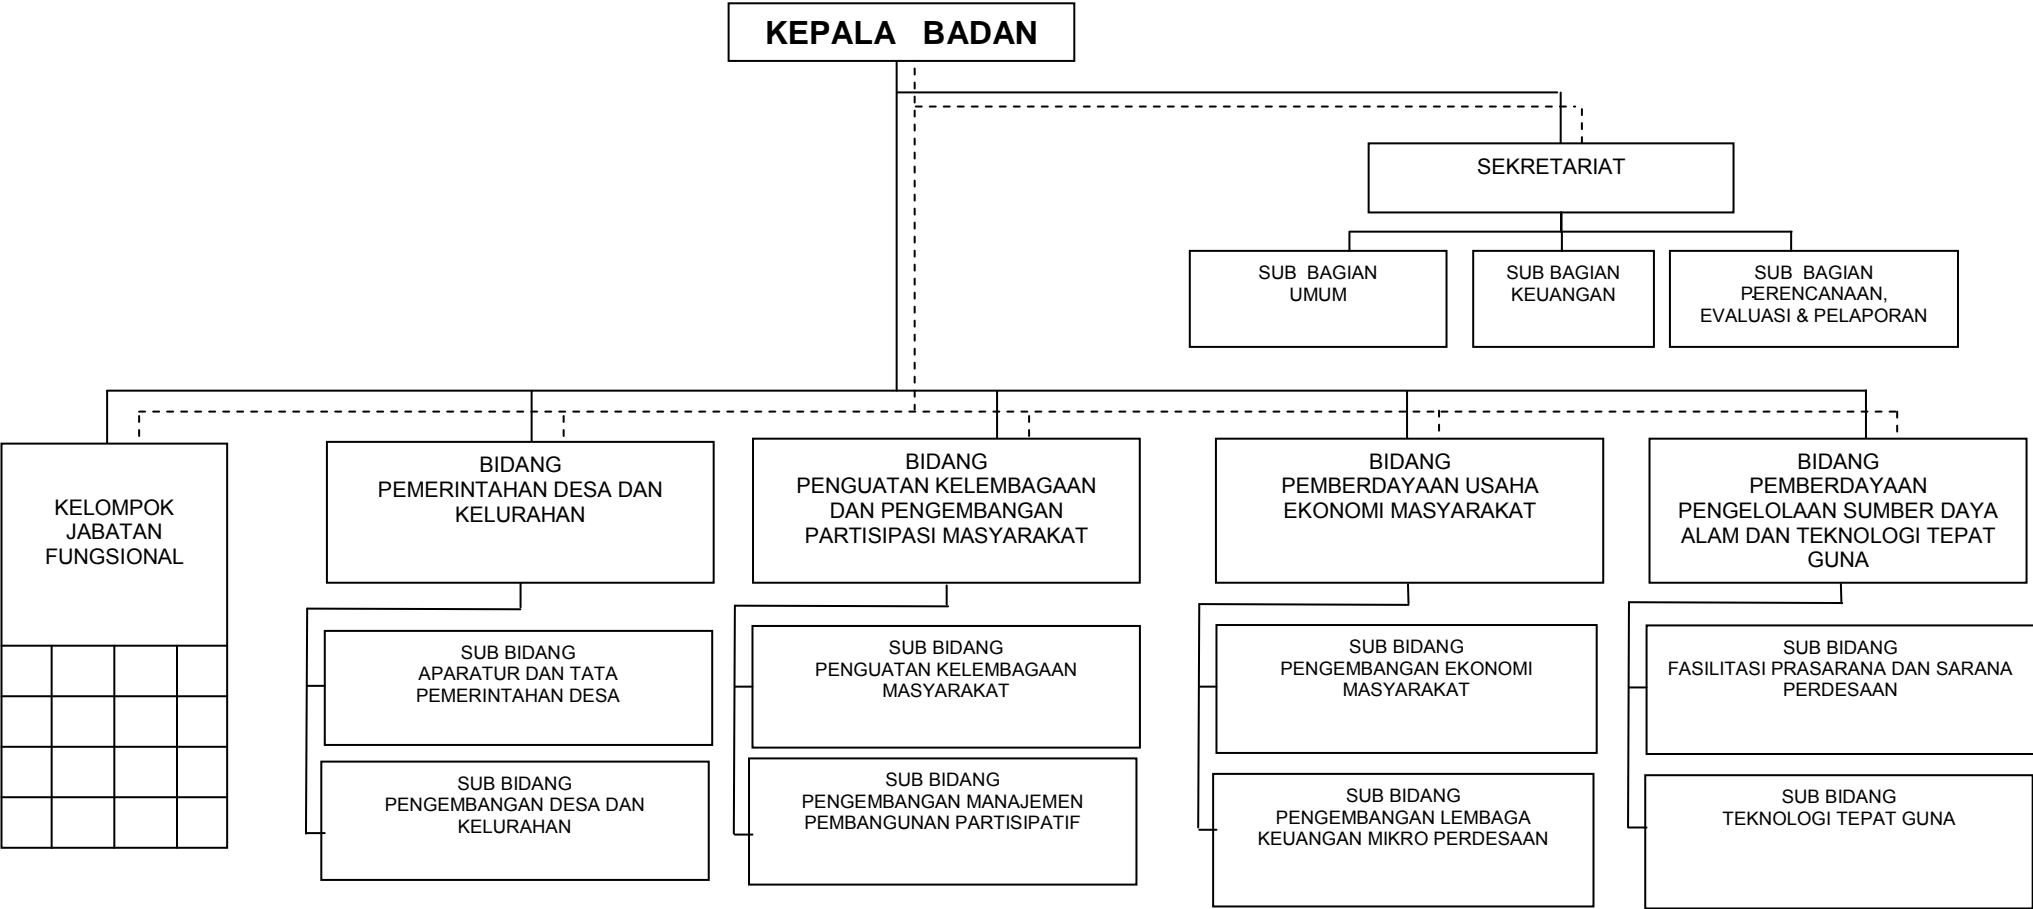 KEPALA BADAN
SEKRETARIAT
SUB BAGIAN
UMUM
SUB BAGIAN
KEUANGAN
SUB BAGIAN
PERENCANAAN,
EVALUASI & PELAPORAN
KELOMPOK
JABATAN
FUNGSIONAL
BIDANG
PEMERINTAHAN DESA DAN
KELURAHAN
BIDANG
PENGUATAN KELEMBAGAAN
DAN PENGEMBANGAN
PARTISIPASI MASYARAKAT
BIDANG
PEMBERDAYAAN USAHA
EKONOMI MASYARAKAT
BIDANG
PEMBERDAYAAN
PENGELOLAAN SUMBER DAYA
ALAM DAN TEKNOLOGI TEPAT
GUNA
SUB BIDANG
APARATUR DAN TATA
PEMERINTAHAN DESA
SUB BIDANG
PENGUATAN KELEMBAGAAN
MASYARAKAT
SUB BIDANG
PENGEMBANGAN EKONOMI
MASYARAKAT
SUB BIDANG
FASILITASI PRASARANA DAN SARANA
PERDESAAN
SUB BIDANG
PENGEMBANGAN DESA DAN
KELURAHAN
SUB BIDANG
PENGEMBANGAN MANAJEMEN
PEMBANGUNAN PARTISIPATIF
SUB BIDANG
PENGEMBANGAN LEMBAGA
KEUANGAN MIKRO PERDESAAN
SUB BIDANG
TEKNOLOGI TEPAT GUNA